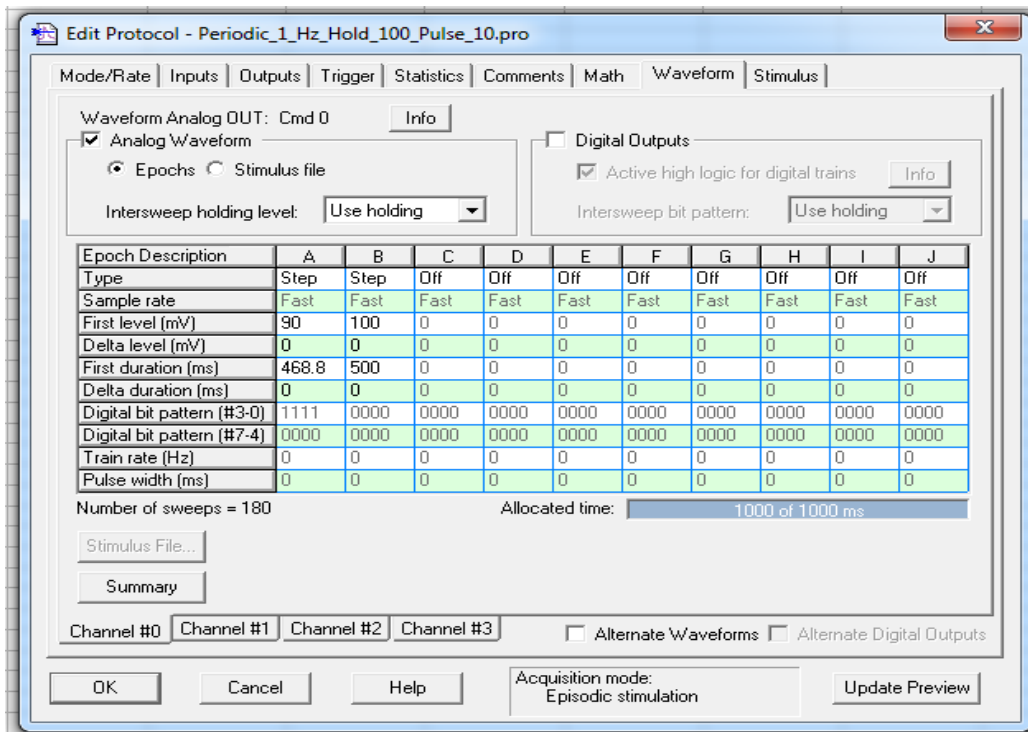 Edit Protocol - Periodic_1_Hz_Hold_100_Pulse_10.pro
Mode/Rate Inputs Outputs Trigger Statistics Comments Math Waveform Stimulus
Waveform Analog OUT: Cmd 0 Info
Analog Waveform
Epochs Stimulus file
Intersweep holding level: Use holding
Digital Outputs
Active high logic for digital trains Info
Intersweep bit pattern: Use holding
Epoch Description A B C D E F G H I J
Type Step Step Off Off Off Off Off Off Off Off
Sample rate Fast Fast Fast Fast Fast Fast Fast Fast Fast Fast
First level (mV) 90 100 0 0 0 0 0 0 0 0
Delta level (mV) 0 0 0 0 0 0 0 0 0 0
First duration (ms) 468.8 500 0 0 0 0 0 0 0 0
Delta duration (ms) 0 0 0 0 0 0 0 0 0 0
Digital bit pattern (#3-0) 1111 0000 0000 0000 0000 0000 0000 0000 0000 0000
Digital bit pattern (#7-4) 0000 0000 0000 0000 0000 0000 0000 0000 0000 0000
Train rate (Hz) 0 0 0 0 0 0 0 0 0 0
Pulse width (ms) 0 0 0 0 0 0 0 0 0 0
Number of sweeps = 180 Allocated time: 1000 of 1000 ms
Stimulus File...
Summary
Channel #0 Channel #1 Channel #2 Channel #3 Alternate Waveforms Alternate Digital Outputs
OK Cancel Help Acquisition mode:
Episodic stimulation Update Preview